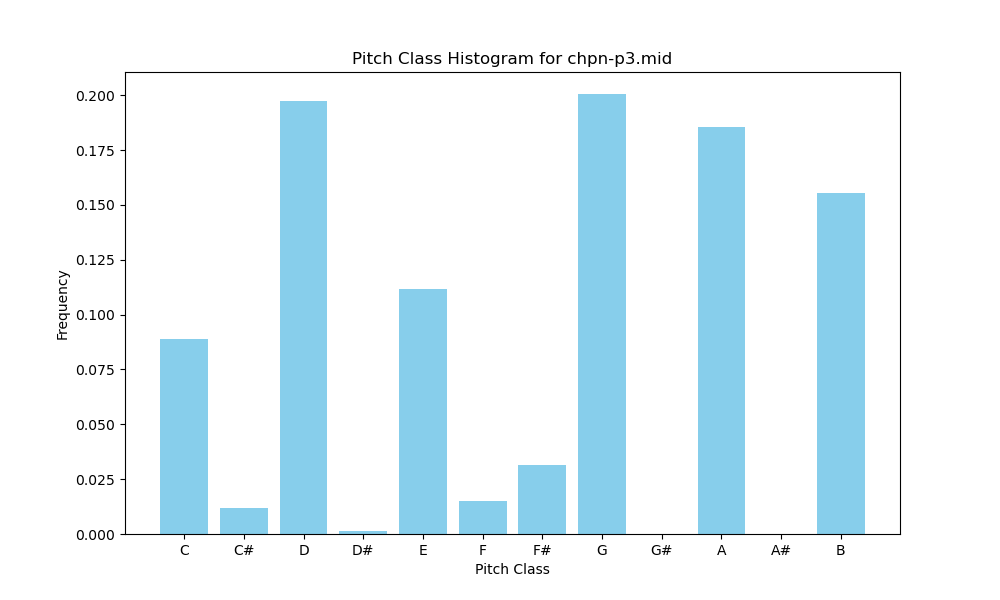 Pitch Class Histogram for chpn-p3.mid
Frequency
0.200
0.175
0.150
0.125
0.100
0.075
0.050
0.025
0.000
C C# D D# E F F# G G# A A# B
Pitch Class